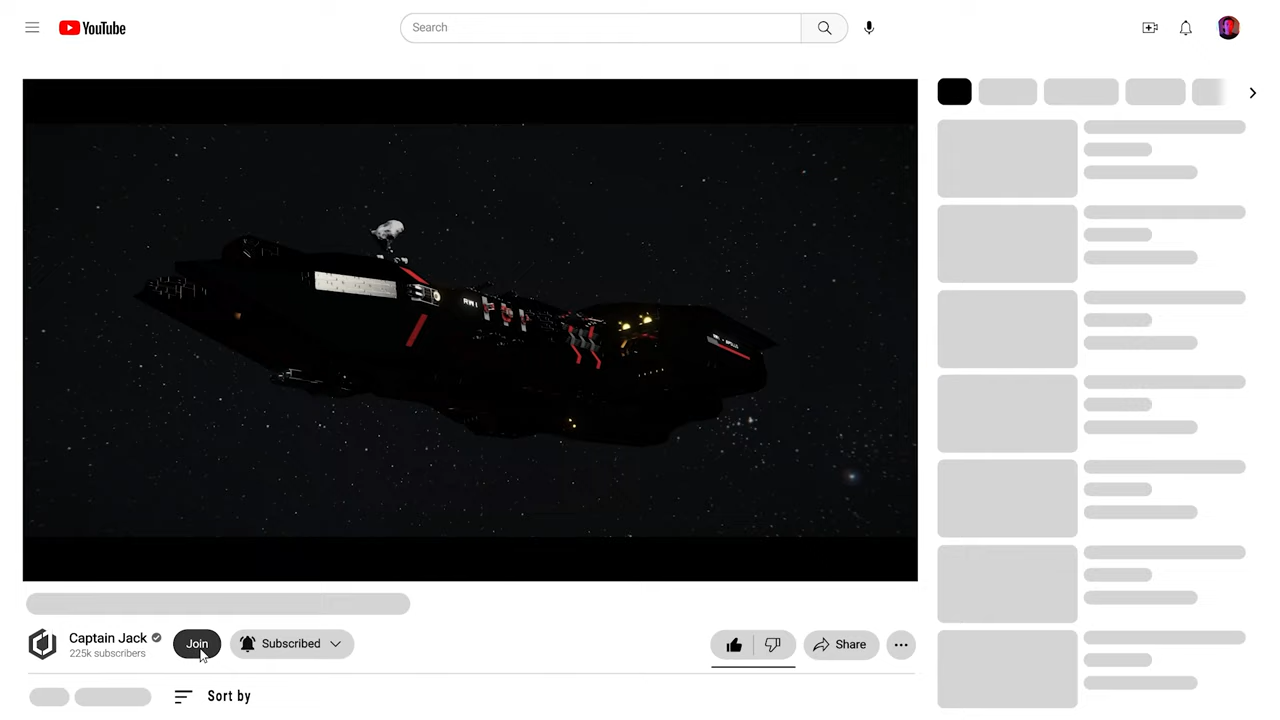 YouTube
Search
Captain Jack
225k subscribers
Join
Subscribed
Share
Sort by